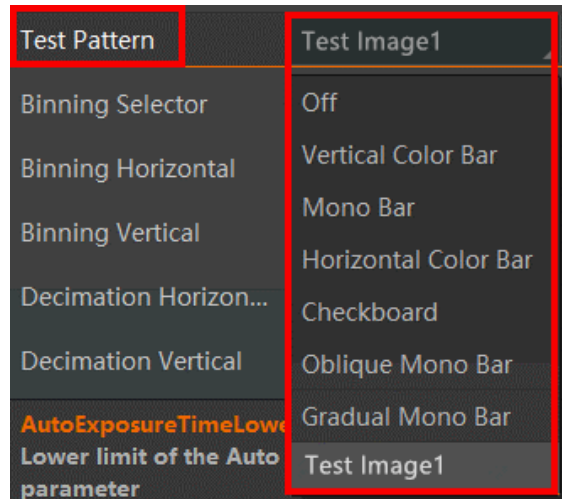 Test Pattern
Test Image1
Binning Selector
Off
Binning Horizontal
Vertical Color Bar
Mono Bar
Binning Vertical
Horizontal Color Bar
Decimation Horizon...
Checkboard
Decimation Vertical
Oblique Mono Bar
Gradual Mono Bar
AutoExposureTimeLowe
Lower limit of the Auto
Test Image1
parameter